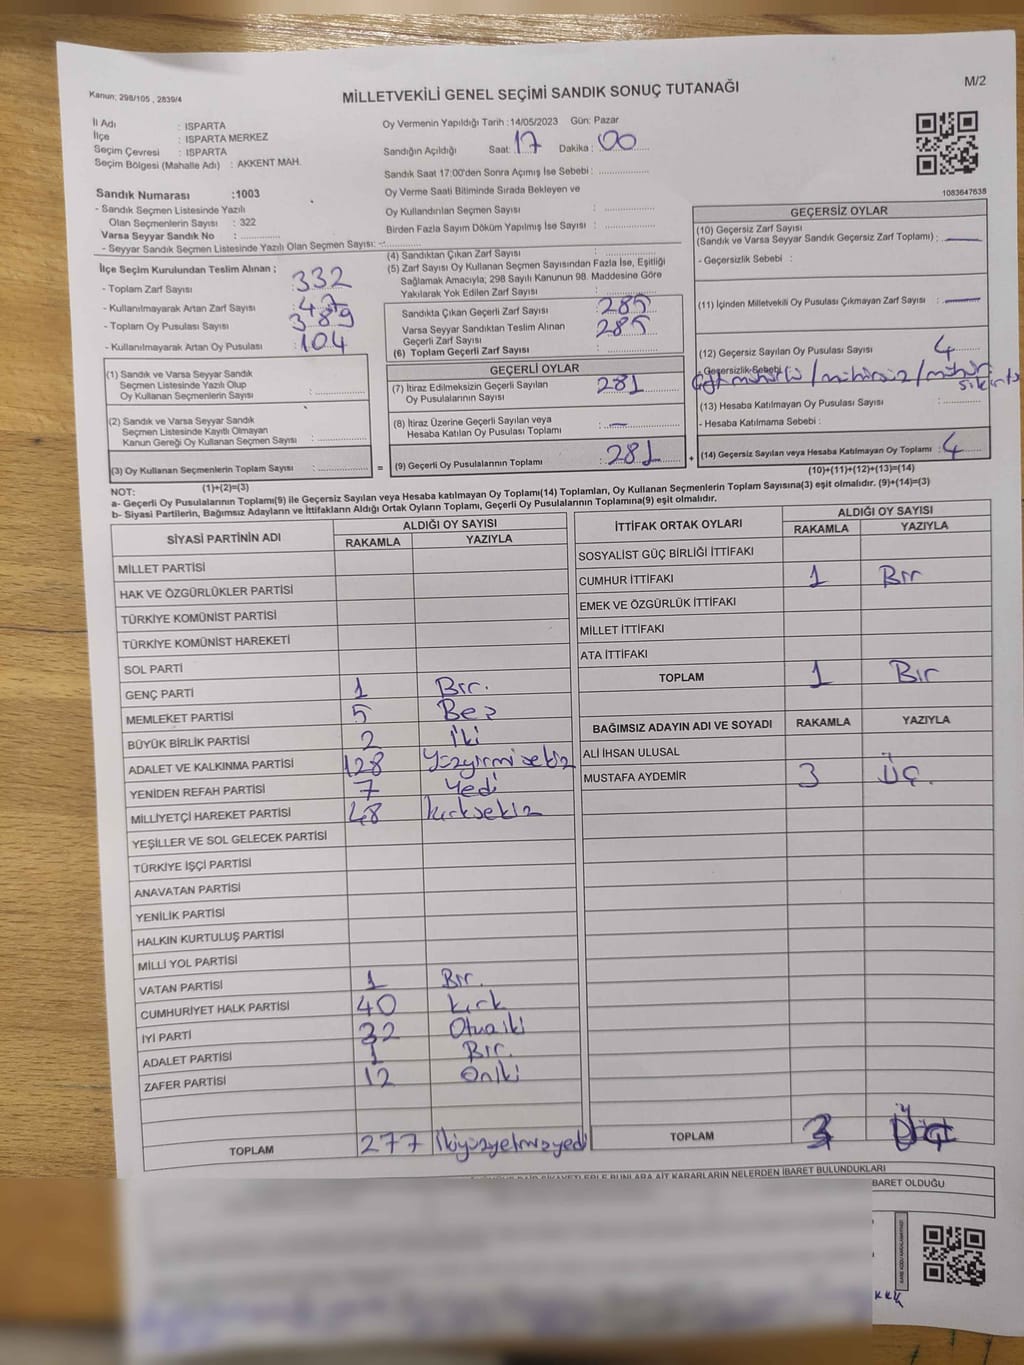 Kanun; 298/105 , 2839/4
MİLLETVEKİLİ GENEL SEÇİMİ SANDIK SONUÇ TUTANAĞI
M/2
İl Adı : ISPARTA
İlçe : ISPARTA MERKEZ
Seçim Çevresi : ISPARTA
Seçim Bölgesi (Mahalle Adı) : AKKENT MAH.
Oy Vermenin Yapıldığı Tarih :14/05/2023 Gün: Pazar
Sandığın Açıldığı Saat: 17 Dakika : 00
Sandık Saat 17:00'den Sonra Açımış İse Sebebi :
Oy Verme Saati Bitiminde Sırada Bekleyen ve
Oy Kullandırılan Seçmen Sayısı :
Birden Fazla Sayım Döküm Yapılmış İse Sayısı :
1083647638
Sandık Numarası :1003
- Sandık Seçmen Listesinde Yazılı
Olan Seçmenlerin Sayısı : 322
Varsa Seyyar Sandık No :
- Seyyar Sandık Seçmen Listesinde Yazılı Olan Seçmen Sayısı:
İlçe Seçim Kurulundan Teslim Alınan ;
- Toplam Zarf Sayısı : 332
- Kullanılmayarak Artan Zarf Sayısı : 47
- Toplam Oy Pusulası Sayısı : 389
- Kullanılmayarak Artan Oy Pusulası : 104
(4) Sandıktan Çıkan Zarf Sayısı :
(5) Zarf Sayısı Oy Kullanan Seçmen Sayısından Fazla İse, Eşitliği
Sağlamak Amacıyla; 298 Sayılı Kanunun 98. Maddesine Göre
Yakılarak Yok Edilen Zarf Sayısı :
Sandıkta Çıkan Geçerli Zarf Sayısı : 285
Varsa Seyyar Sandıktan Teslim Alınan
Geçerli Zarf Sayısı : 285
(6) Toplam Geçerli Zarf Sayısı :
GEÇERSİZ OYLAR
(10) Geçersiz Zarf Sayısı
(Sandık ve Varsa Seyyar Sandık Geçersiz Zarf Toplamı) : —
- Geçersizlik Sebebi :
(11) İçinden Milletvekili Oy Pusulası Çıkmayan Zarf Sayısı : —
(12) Geçersiz Sayılan Oy Pusulası Sayısı 4
- Geçersizlik Sebebi
Çift mühürlü/mühirsiz/mühür
(13) Hesaba Katılmayan Oy Pusulası Sayısı :
- Hesaba Katılmama Sebebi :
(14) Geçersiz Sayılan veya Hesaba Katılmayan Oy Toplamı : 4
(10)+(11)+(12)+(13)=(14)
(1) Sandık ve Varsa Seyyar Sandık
Seçmen Listesinde Yazılı Olup
Oy Kullanan Seçmenlerin Sayısı :
(2) Sandık ve Varsa Seyyar Sandık
Seçmen Listesinde Kayıtlı Olmayan
Kanun Gereği Oy Kullanan Seçmen Sayısı :
(3) Oy Kullanan Seçmenlerin Toplam Sayısı :
(1)+(2)=(3)
=
GEÇERLİ OYLAR
(7) İtiraz Edilmeksizin Geçerli Sayılan
Oy Pusulalarının Sayısı : 281
(8) İtiraz Üzerine Geçerli Sayılan veya
Hesaba Katılan Oy Pusulası Toplamı : —
(9) Geçerli Oy Pusulalarının Toplamı : 281
+
NOT:
a- Geçerli Oy Pusulalarının Toplamı(9) ile Geçersiz Sayılan veya Hesaba katılmayan Oy Toplamı(14) Toplamları, Oy Kullanan Seçmenlerin Toplam Sayısına(3) eşit olmalıdır. (9)+(14)=(3)
b- Siyasi Partilerin, Bağımsız Adayların ve İttifakların Aldığı Ortak Oyların Toplamı, Geçerli Oy Pusulalarının Toplamına(9) eşit olmalıdır.
SİYASİ PARTİNİN ADI
ALDIĞI OY SAYISI
RAKAMLA YAZIYLA
MİLLET PARTİSİ
HAK VE ÖZGÜRLÜKLER PARTİSİ
TÜRKİYE KOMÜNİST PARTİSİ
TÜRKİYE KOMÜNİST HAREKETİ
SOL PARTİ
GENÇ PARTİ 1 Bir.
MEMLEKET PARTİSİ 5 Beş
BÜYÜK BİRLİK PARTİSİ 2 İki
ADALET VE KALKINMA PARTİSİ 128 Yüzyirmisekiz
YENİDEN REFAH PARTİSİ 7 Yedi
MİLLİYETÇİ HAREKET PARTİSİ 48 Kırksekiz
YEŞİLLER VE SOL GELECEK PARTİSİ
TÜRKİYE İŞÇİ PARTİSİ
ANAVATAN PARTİSİ
YENİLİK PARTİSİ
HALKIN KURTULUŞ PARTİSİ
MİLLİ YOL PARTİSİ
VATAN PARTİSİ 1 Bir.
CUMHURİYET HALK PARTİSİ 40 Kırk
İYİ PARTİ 32 Otuziki
ADALET PARTİSİ 1 Bir.
ZAFER PARTİSİ 12 Oniki
TOPLAM 277 İkiyüzyetmişyedi
İTTİFAK ORTAK OYLARI
ALDIĞI OY SAYISI
RAKAMLA YAZIYLA
SOSYALİST GÜÇ BİRLİĞİ İTTİFAKI
CUMHUR İTTİFAKI 1 Bir
EMEK VE ÖZGÜRLÜK İTTİFAKI
MİLLET İTTİFAKI
ATA İTTİFAKI
TOPLAM 1 Bir
BAĞIMSIZ ADAYIN ADI VE SOYADI RAKAMLA YAZIYLA
ALİ İHSAN ULUSAL
MUSTAFA AYDEMİR 3 Üç.
TOPLAM 3
KARARLARIN NELERDEN İBARET BULUNDUKLARI
BARET OLDUĞU